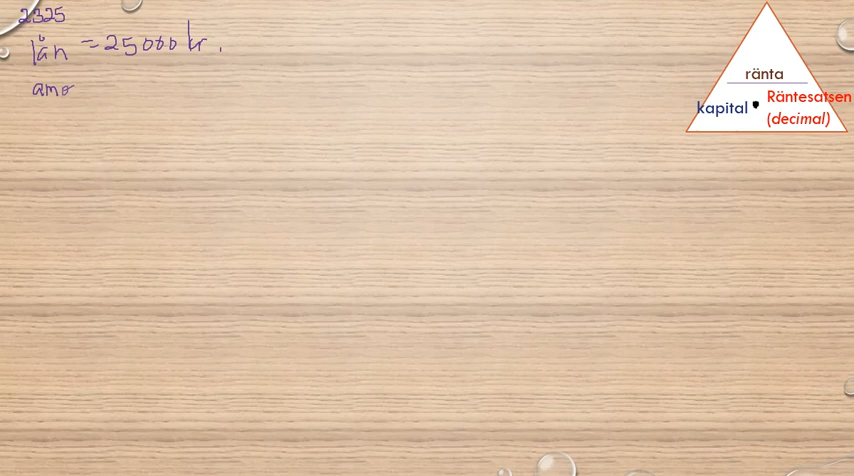 2325
lån = 25000 kr.
amo
ränta
kapital • Räntesatsen
(decimal)